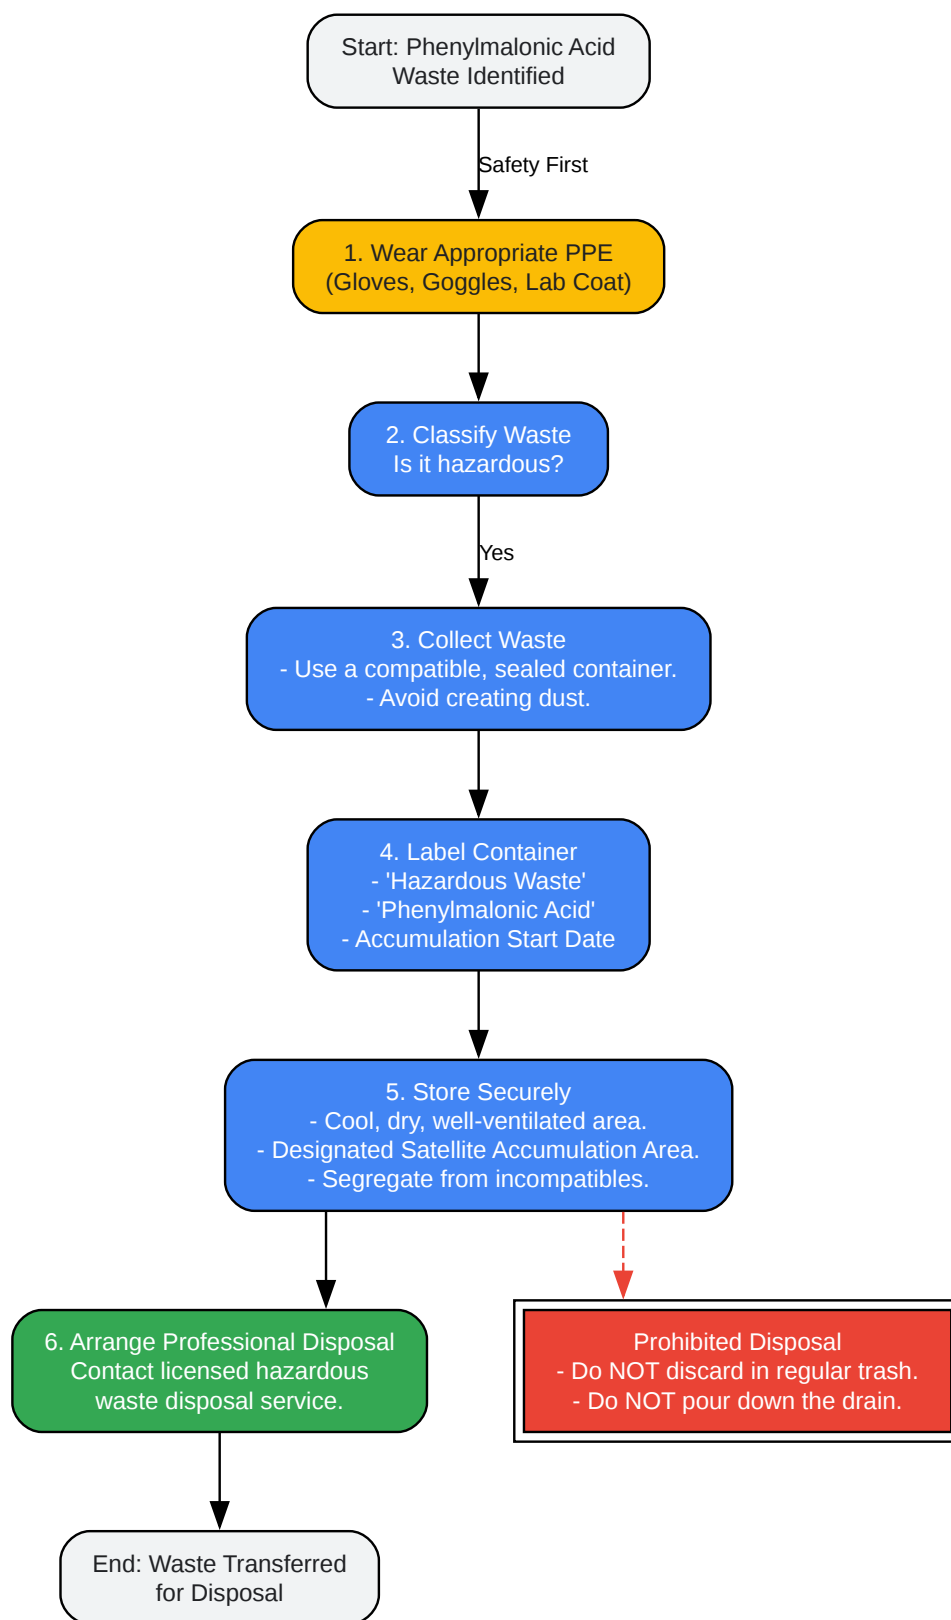 Start: Phenylmalonic Acid
Waste Identified
Safety First
1. Wear Appropriate PPE
(Gloves, Goggles, Lab Coat)
2. Classify Waste
Is it hazardous?
Yes
3. Collect Waste
- Use a compatible, sealed container.
- Avoid creating dust.
4. Label Container
- 'Hazardous Waste'
- 'Phenylmalonic Acid'
- Accumulation Start Date
5. Store Securely
- Cool, dry, well-ventilated area.
- Designated Satellite Accumulation Area.
- Segregate from incompatibles.
6. Arrange Professional Disposal
Contact licensed hazardous
waste disposal service.
Prohibited Disposal
- Do NOT discard in regular trash.
- Do NOT pour down the drain.
End: Waste Transferred
for Disposal